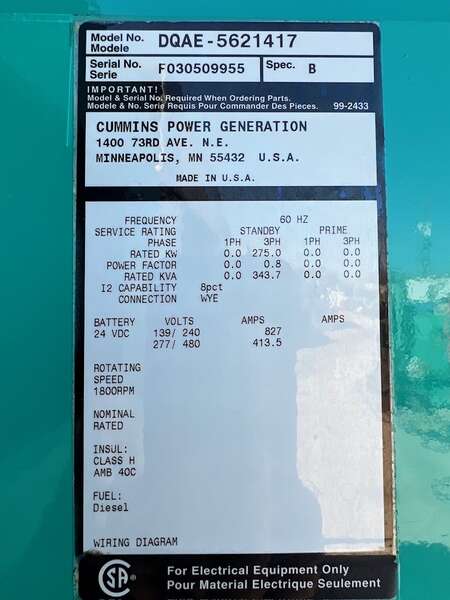 Model No. DQAE-5621417
Modele
Serial No. F030509955 Spec. B
Serie
IMPORTANT!
Model & Serial No. Required When Ordering Parts.
Modele & No. Serie Requis Pour Commander Des Pieces. 99-2433
CUMMINS POWER GENERATION
1400 73RD AVE. N.E.
MINNEAPOLIS, MN 55432 U.S.A.
MADE IN U.S.A.
FREQUENCY 60 HZ
SERVICE RATING STANDBY PRIME
PHASE 1PH 3PH 1PH 3PH
RATED KW 0.0 275.0 0.0 0.0
POWER FACTOR 0.0 0.8 0.0 0.0
RATED KVA 0.0 343.7 0.0 0.0
I2 CAPABILITY 8pct
CONNECTION WYE
BATTERY VOLTS AMPS AMPS
24 VDC 139/ 240 827
277/ 480 413.5
ROTATING
SPEED
1800RPM
NOMINAL
RATED
INSUL:
CLASS H
AMB 40C
FUEL:
Diesel
WIRING DIAGRAM
CSA For Electrical Equipment Only
Pour Material Electrique Seulement